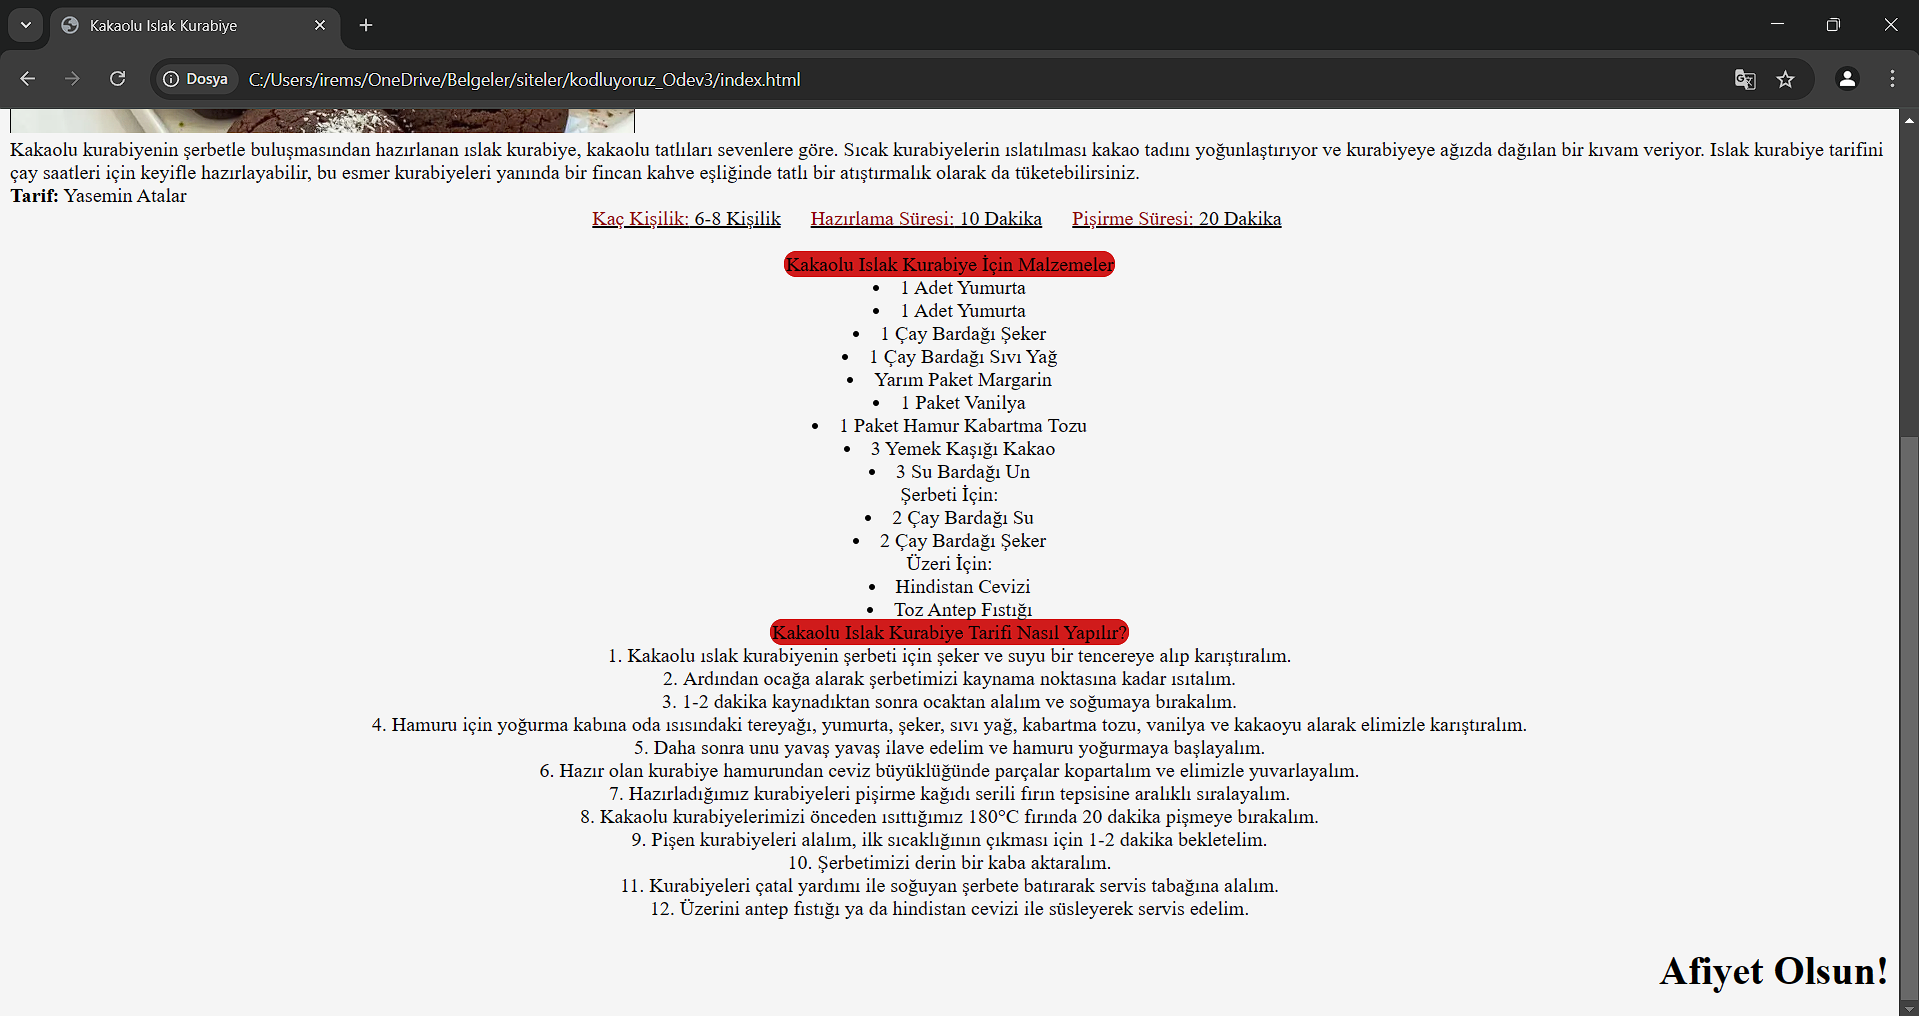 Kakaolu Islak Kurabiye
Dosya
C:/Users/irems/OneDrive/Belgeler/siteler/kodluyoruz_Odev3/index.html
Kakaolu kurabiyenin şerbetle buluşmasından hazırlanan ıslak kurabiye, kakaolu tatlıları sevenlere göre. Sıcak kurabiyelerin ıslatılması kakao tadını yoğunlaştırıyor ve kurabiyeye ağızda dağılan bir kıvam veriyor. Islak kurabiye tarifini
çay saatleri için keyifle hazırlayabilir, bu esmer kurabiyeleri yanında bir fincan kahve eşliğinde tatlı bir atıştırmalık olarak da tüketebilirsiniz.
Tarif: Yasemin Atalar
Kaç Kişilik: 6-8 Kişilik Hazırlama Süresi: 10 Dakika Pişirme Süresi: 20 Dakika
Kakaolu Islak Kurabiye İçin Malzemeler
• 1 Adet Yumurta
• 1 Adet Yumurta
• 1 Çay Bardağı Şeker
• 1 Çay Bardağı Sıvı Yağ
• Yarım Paket Margarin
• 1 Paket Vanilya
• 1 Paket Hamur Kabartma Tozu
• 3 Yemek Kaşığı Kakao
• 3 Su Bardağı Un
Şerbeti İçin:
• 2 Çay Bardağı Su
• 2 Çay Bardağı Şeker
Üzeri İçin:
• Hindistan Cevizi
• Toz Antep Fıstığı
Kakaolu Islak Kurabiye Tarifi Nasıl Yapılır?
1. Kakaolu ıslak kurabiyenin şerbeti için şeker ve suyu bir tencereye alıp karıştıralım.
2. Ardından ocağa alarak şerbetimizi kaynama noktasına kadar ısıtalım.
3. 1-2 dakika kaynadıktan sonra ocaktan alalım ve soğumaya bırakalım.
4. Hamuru için yoğurma kabına oda ısısındaki tereyağı, yumurta, şeker, sıvı yağ, kabartma tozu, vanilya ve kakaoyu alarak elimizle karıştıralım.
5. Daha sonra unu yavaş yavaş ilave edelim ve hamuru yoğurmaya başlayalım.
6. Hazır olan kurabiye hamurundan ceviz büyüklüğünde parçalar kopartalım ve elimizle yuvarlayalım.
7. Hazırladığımız kurabiyeleri pişirme kağıdı serili fırın tepsisine aralıklı sıralayalım.
8. Kakaolu kurabiyelerimizi önceden ısıttığımız 180°C fırında 20 dakika pişmeye bırakalım.
9. Pişen kurabiyeleri alalım, ilk sıcaklığının çıkması için 1-2 dakika bekletelim.
10. Şerbetimizi derin bir kaba aktaralım.
11. Kurabiyeleri çatal yardımı ile soğuyan şerbete batırarak servis tabağına alalım.
12. Üzerini antep fıstığı ya da hindistan cevizi ile süsleyerek servis edelim.
Afiyet Olsun!